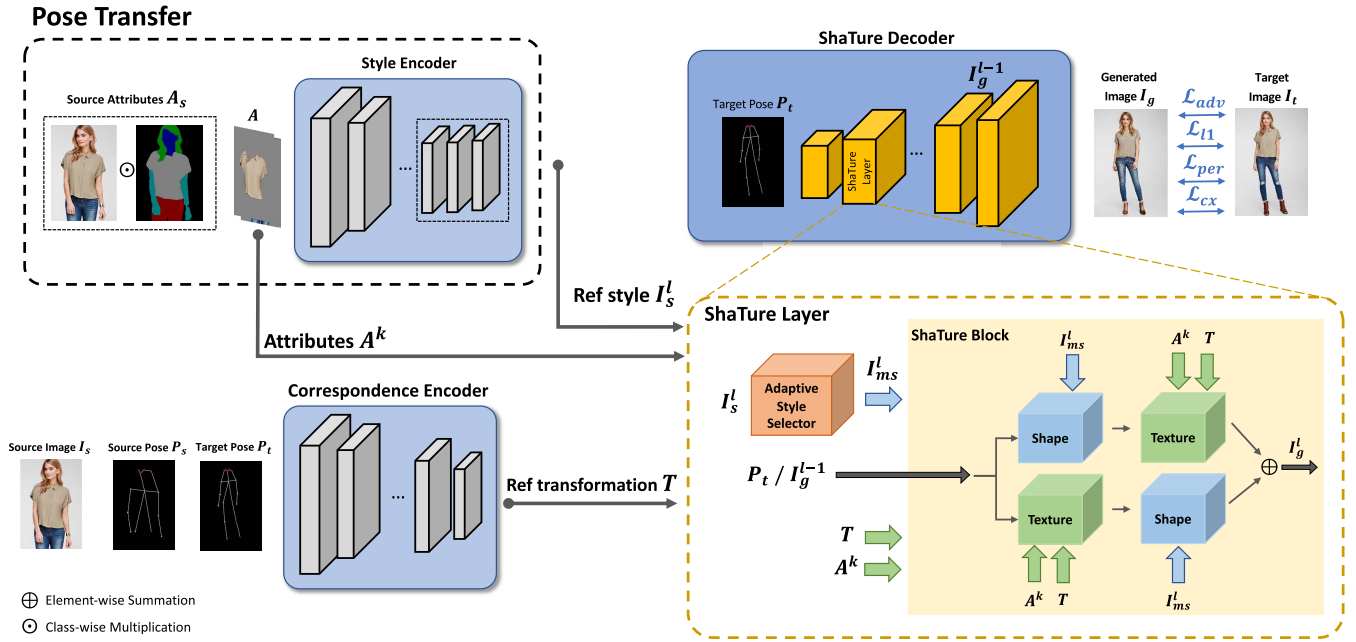 Pose Transfer
Style Encoder
Source Attributes A_s
A
...
ShaTure Decoder
I_g^{l-1}
Target Pose P_t
ShaTure
Layer
...
Generated
Image I_g
Target
Image I_t
L_adv
L_l1
L_per
L_cx
Ref style I_s^l
Attributes A^k
Correspondence Encoder
Source Image I_s
Source Pose P_s
Target Pose P_t
...
Ref transformation T
⊕ Element-wise Summation
⊙ Class-wise Multiplication
ShaTure Layer
I_s^l
Adaptive
Style
Selector
I_ms^l
P_t / I_g^{l-1}
T
A^k
ShaTure Block
I_ms^l
A^k
T
Shape
Texture
I_g^l
Texture
Shape
A^k
T
I_ms^l